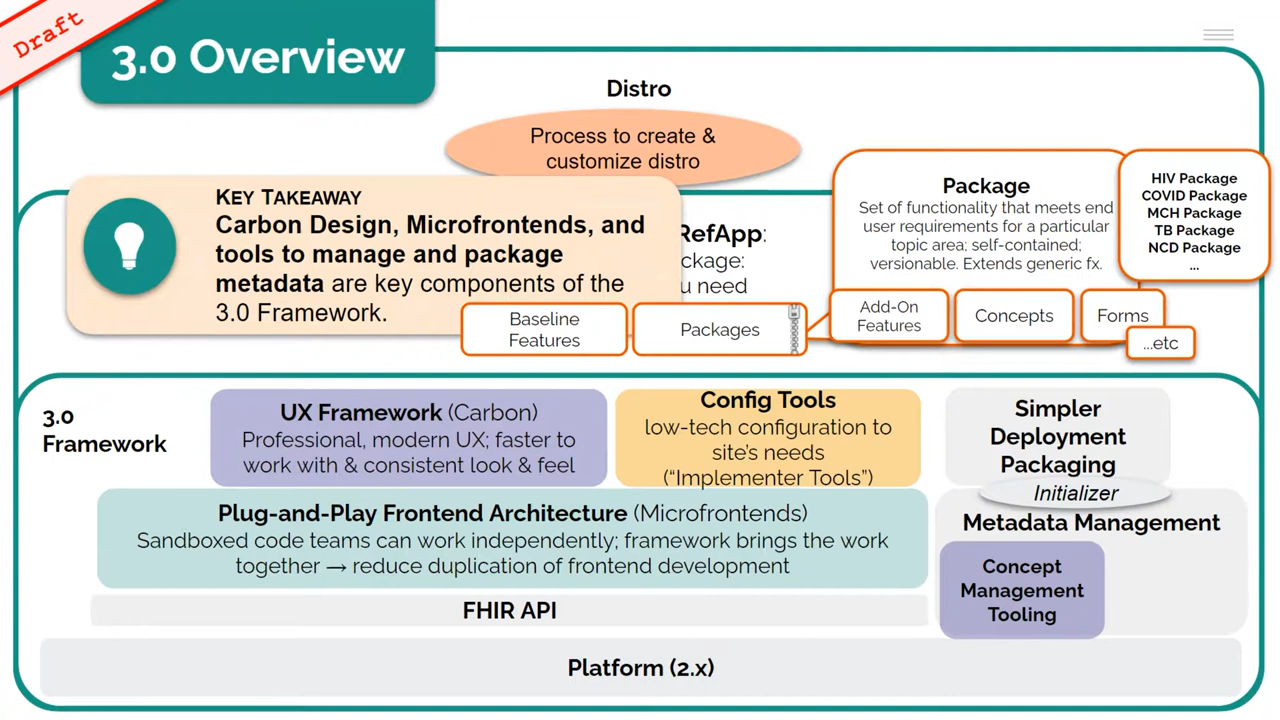 Draft
3.0 Overview
Distro
Process to create &
customize distro
KEY TAKEAWAY
Carbon Design, Microfrontends, and
tools to manage and package
metadata are key components of the
3.0 Framework.
RefApp:
ckage:
u need
Baseline
Features
Packages
Package
Set of functionality that meets end
user requirements for a particular
topic area; self-contained;
versionable. Extends generic fx.
HIV Package
COVID Package
MCH Package
TB Package
NCD Package
...
Add-On
Features
Concepts
Forms
...etc
3.0
Framework
UX Framework (Carbon)
Professional, modern UX; faster to
work with & consistent look & feel
Config Tools
low-tech configuration to
site's needs
(“Implementer Tools”)
Simpler
Deployment
Packaging
Initializer
Plug-and-Play Frontend Architecture (Microfrontends)
Sandboxed code teams can work independently; framework brings the work
together → reduce duplication of frontend development
Metadata Management
Concept
Management
Tooling
FHIR API
Platform (2.x)